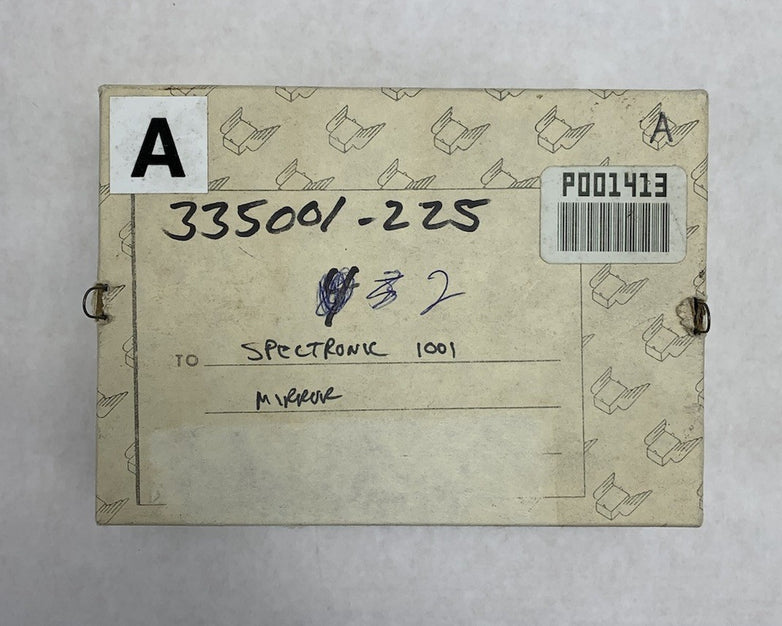 A
A
P001413
335001-225
2
TO SPECTRONIC 1001
MIRROR